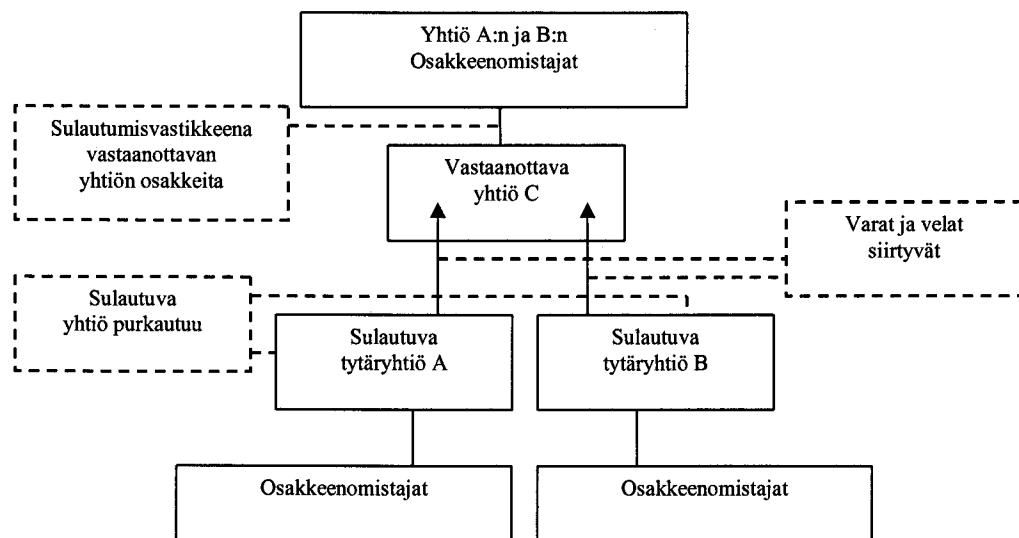 Yhtiö A:n ja B:n
Osakkeenomistajat
Sulautumisvastikkeena
vastaanottavan
yhtiön osakkeita
Vastaanottava
yhtiö C
Varat ja velat
siirtyvät
Sulautuva
yhtiö purkautuu
Sulautuva
tytäryhtiö A
Sulautuva
tytäryhtiö B
Osakkeenomistajat
Osakkeenomistajat